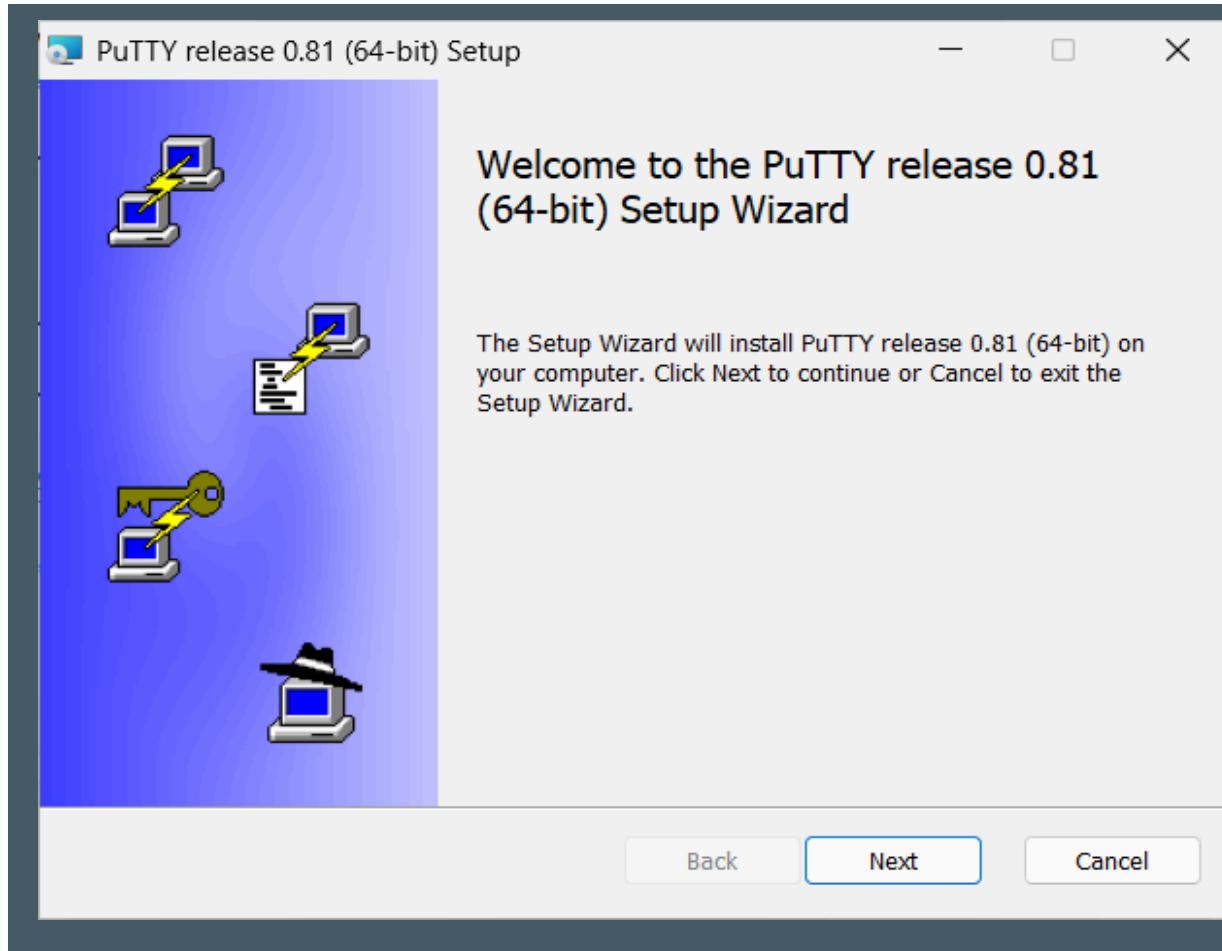 PuTTY release 0.81 (64-bit) Setup
Welcome to the PuTTY release 0.81
(64-bit) Setup Wizard
The Setup Wizard will install PuTTY release 0.81 (64-bit) on
your computer. Click Next to continue or Cancel to exit the
Setup Wizard.
Back Next Cancel